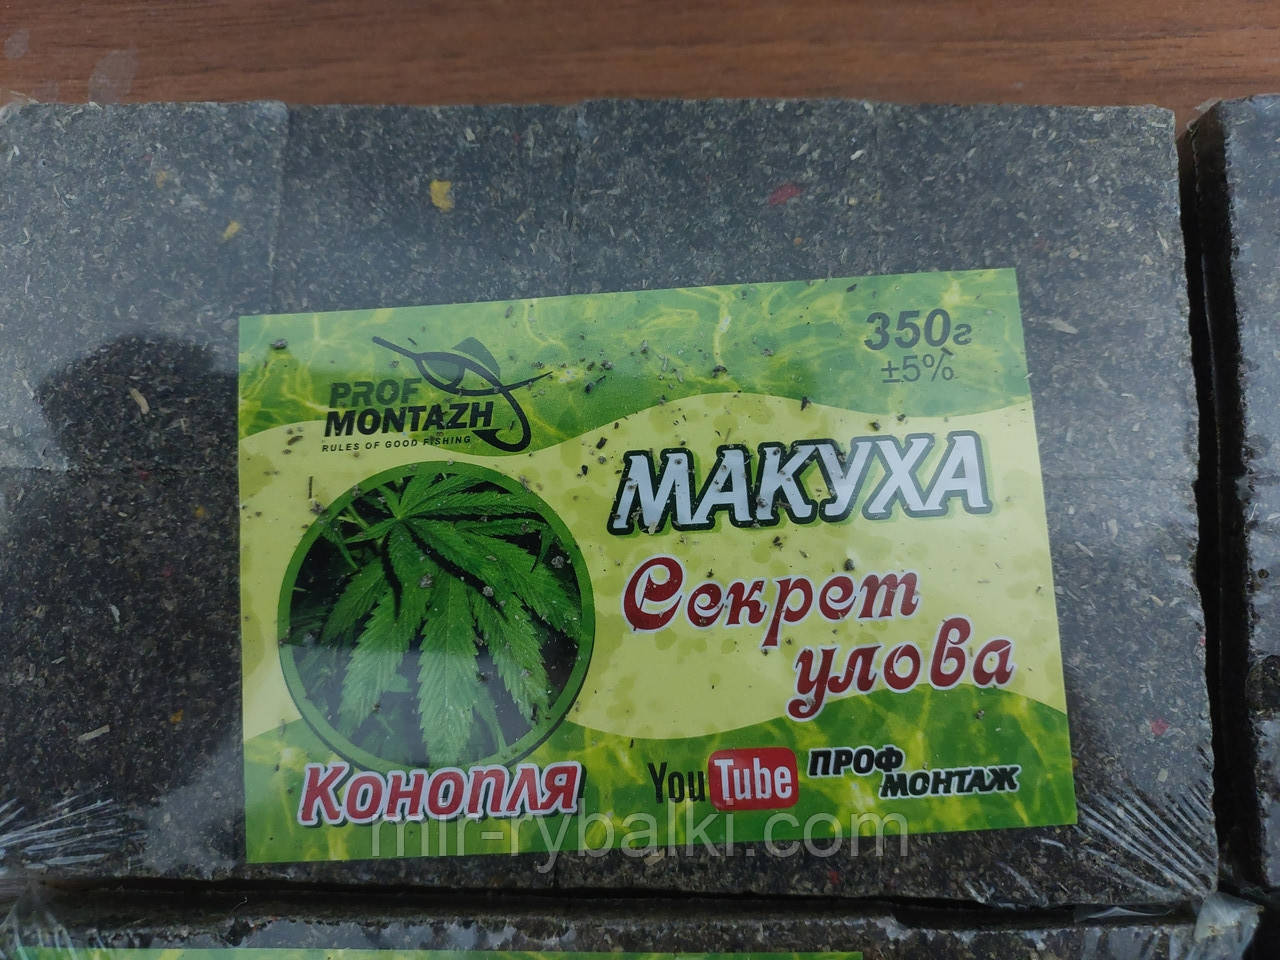 350г
±5%
PROF
MONTAZH
RULES OF GOOD FISHING
МАКУХА
Секрет
улова
Конопля
YouTube ПРОФ
МОНТАЖ
mir-rybalki.com